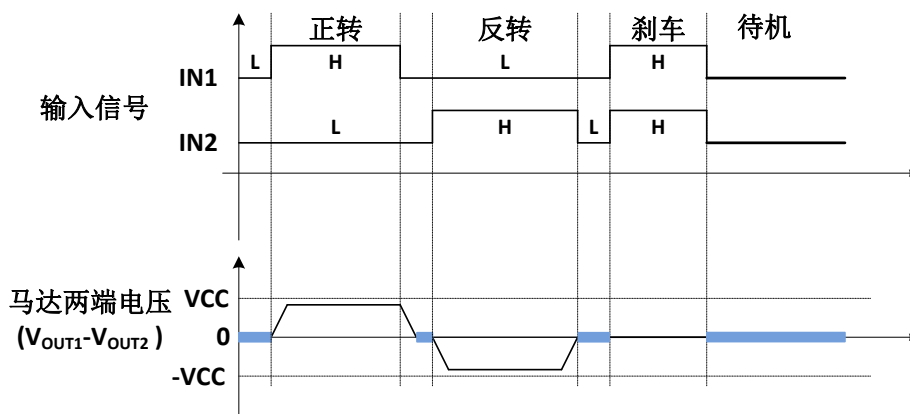 正转 反转 刹车 待机
L H L H
IN1
输入信号
L H L H
IN2
马达两端电压 VCC
(VOUT1-VOUT2 ) 0
-VCC